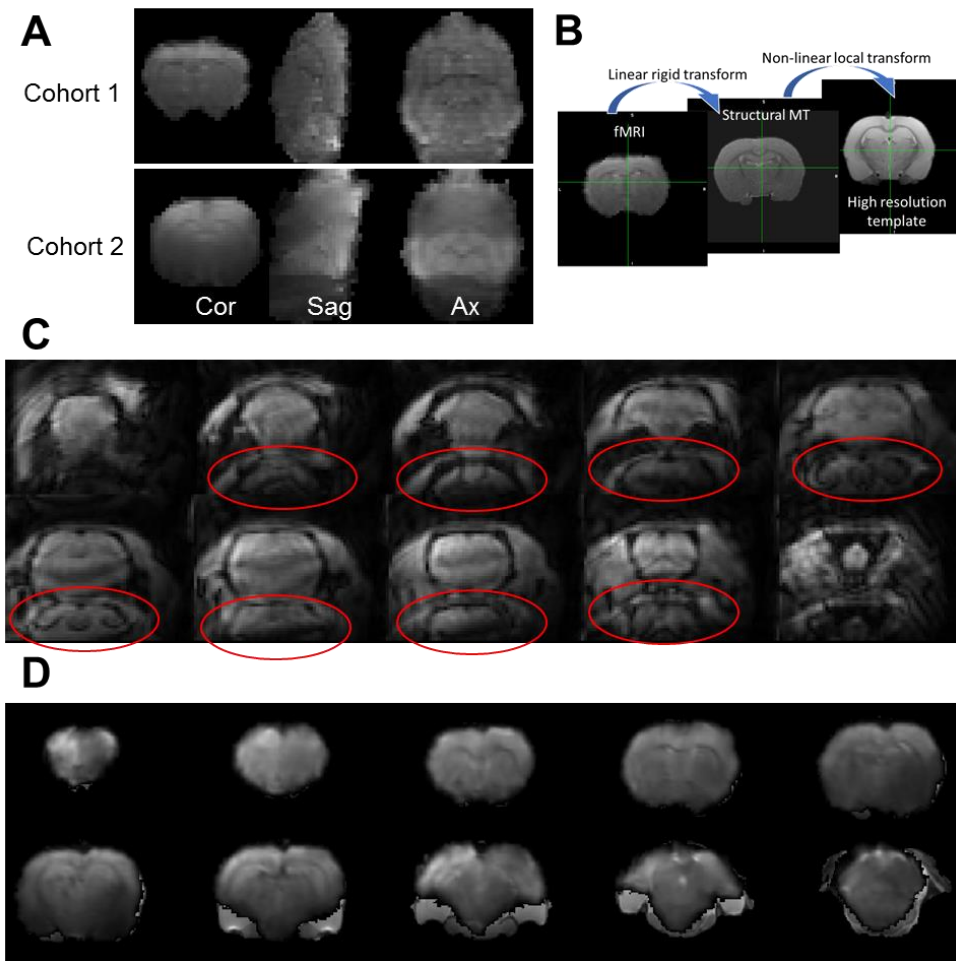 A
Cohort 1
Cohort 2
Cor
Sag
Ax
B
Linear rigid transform
Non-linear local transform
fMRI
Structural MT
High resolution
template
C
D